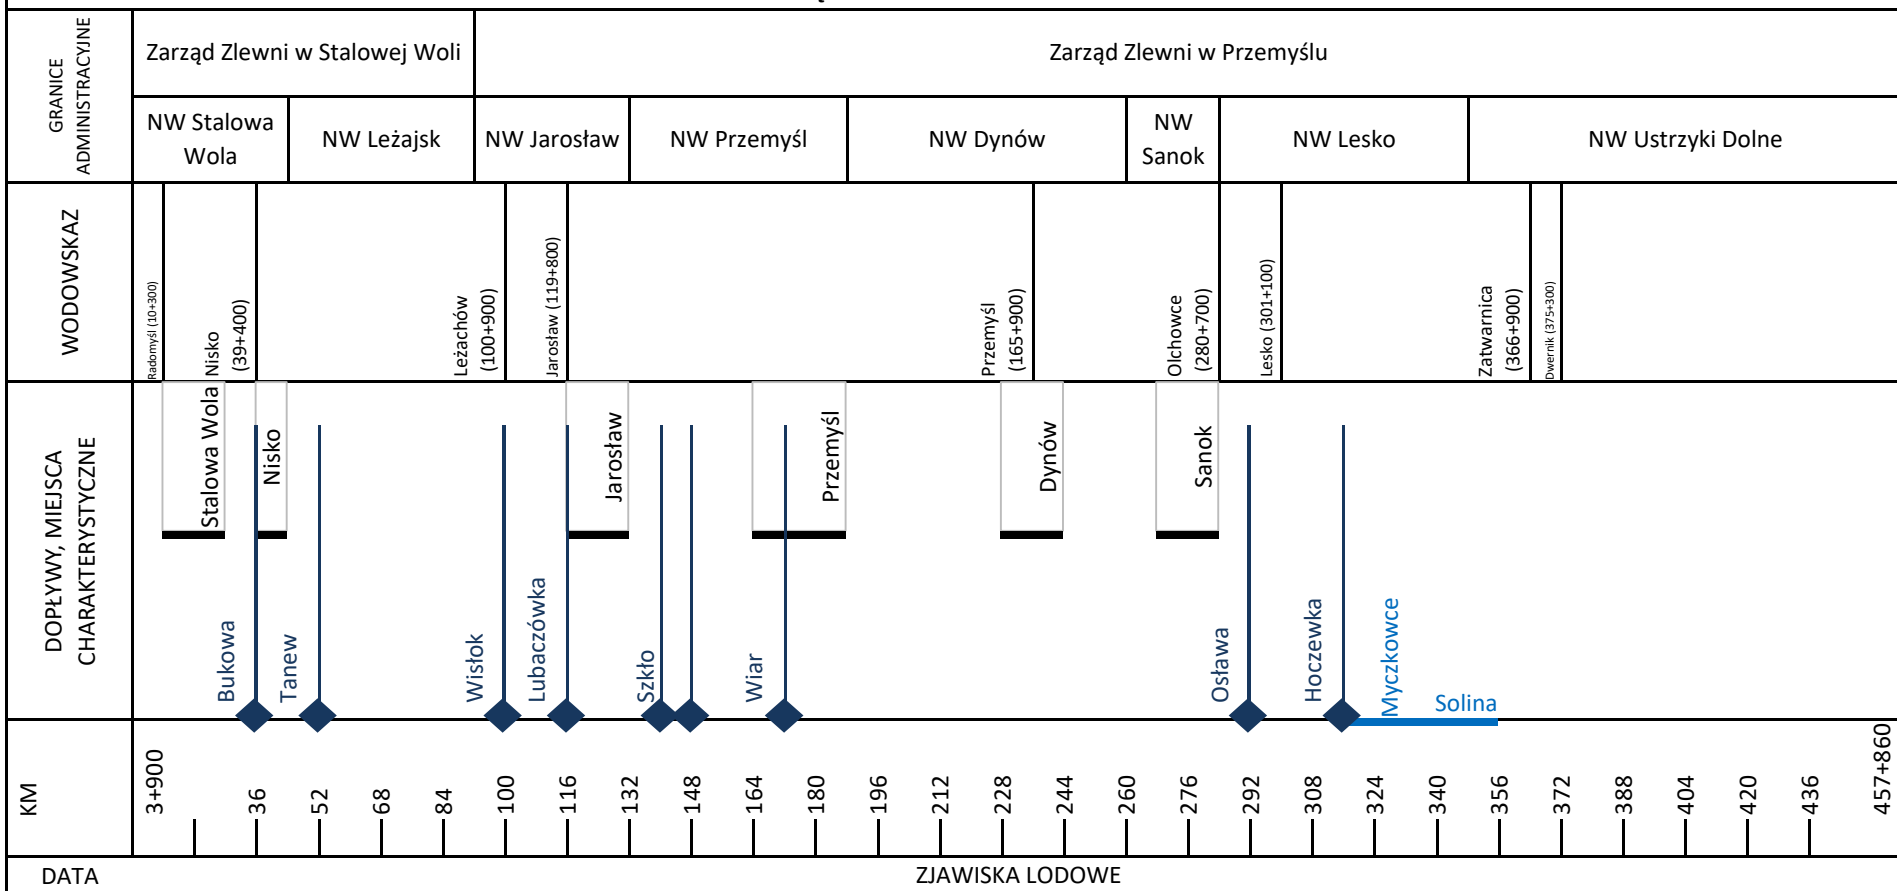 GRANICE
ADMINISTRACYJNE
Zarząd Zlewni w Stalowej Woli
Zarząd Zlewni w Przemyślu
NW Stalowa
Wola
NW Leżajsk
NW Jarosław
NW Przemyśl
NW Dynów
NW
Sanok
NW Lesko
NW Ustrzyki Dolne
WODOWSKAZ
Radomyśl (10+300)
Nisko
(39+400)
Leżachów
(100+900)
Jarosław (119+800)
Przemyśl
(165+900)
Olchowce
(280+700)
Lesko (301+100)
Zatwarnica
(366+900)
Dwernik (375+300)
DOPŁYWY, MIEJSCA
CHARAKTERYSTYCZNE
Stalowa Wola
Nisko
Jarosław
Przemyśl
Dynów
Sanok
Bukowa
Tanew
Wisłok
Lubaczówka
Szkło
Wiar
Osława
Hoczewka
Myczkowce
Solina
KM
3+900
36
52
68
84
100
116
132
148
164
180
196
212
228
244
260
276
292
308
324
340
356
372
388
404
420
436
457+860
DATA
ZJAWISKA LODOWE